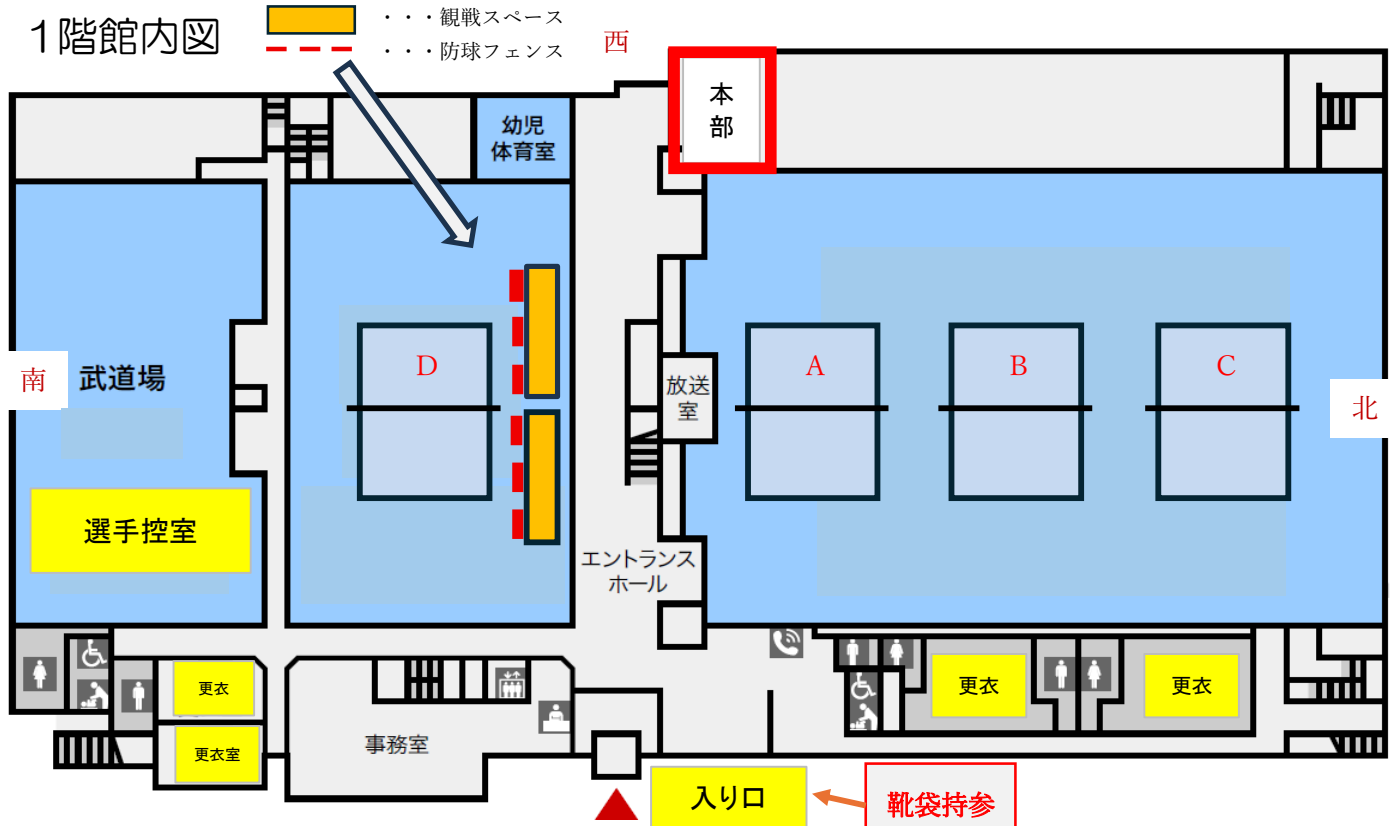 1階館内図
・・・観戦スペース
・・・防球フェンス
西
本
部
幼児
体育室
南
武道場
D
放送
室
A
B
C
北
選手控室
エントランス
ホール
更衣
更衣
更衣
更衣室
事務室
入り口
靴袋持参